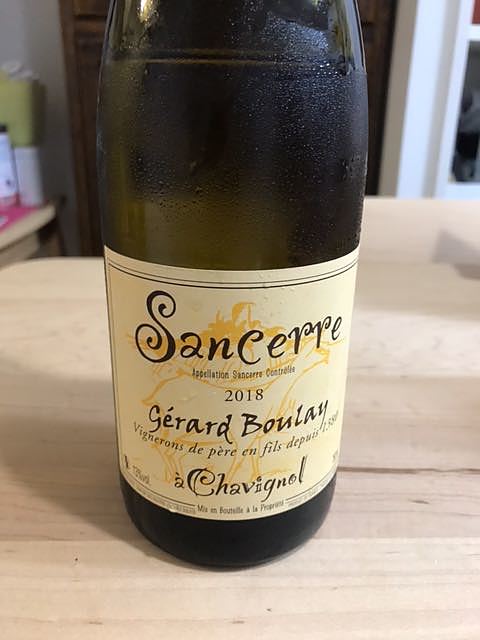 Sancerre
Appellation Sancerre Contrôlée
2018
Gérard Boulay
Vignerons de père en fils depuis 1380
à Chavignol
Mis en Bouteille à la Propriété